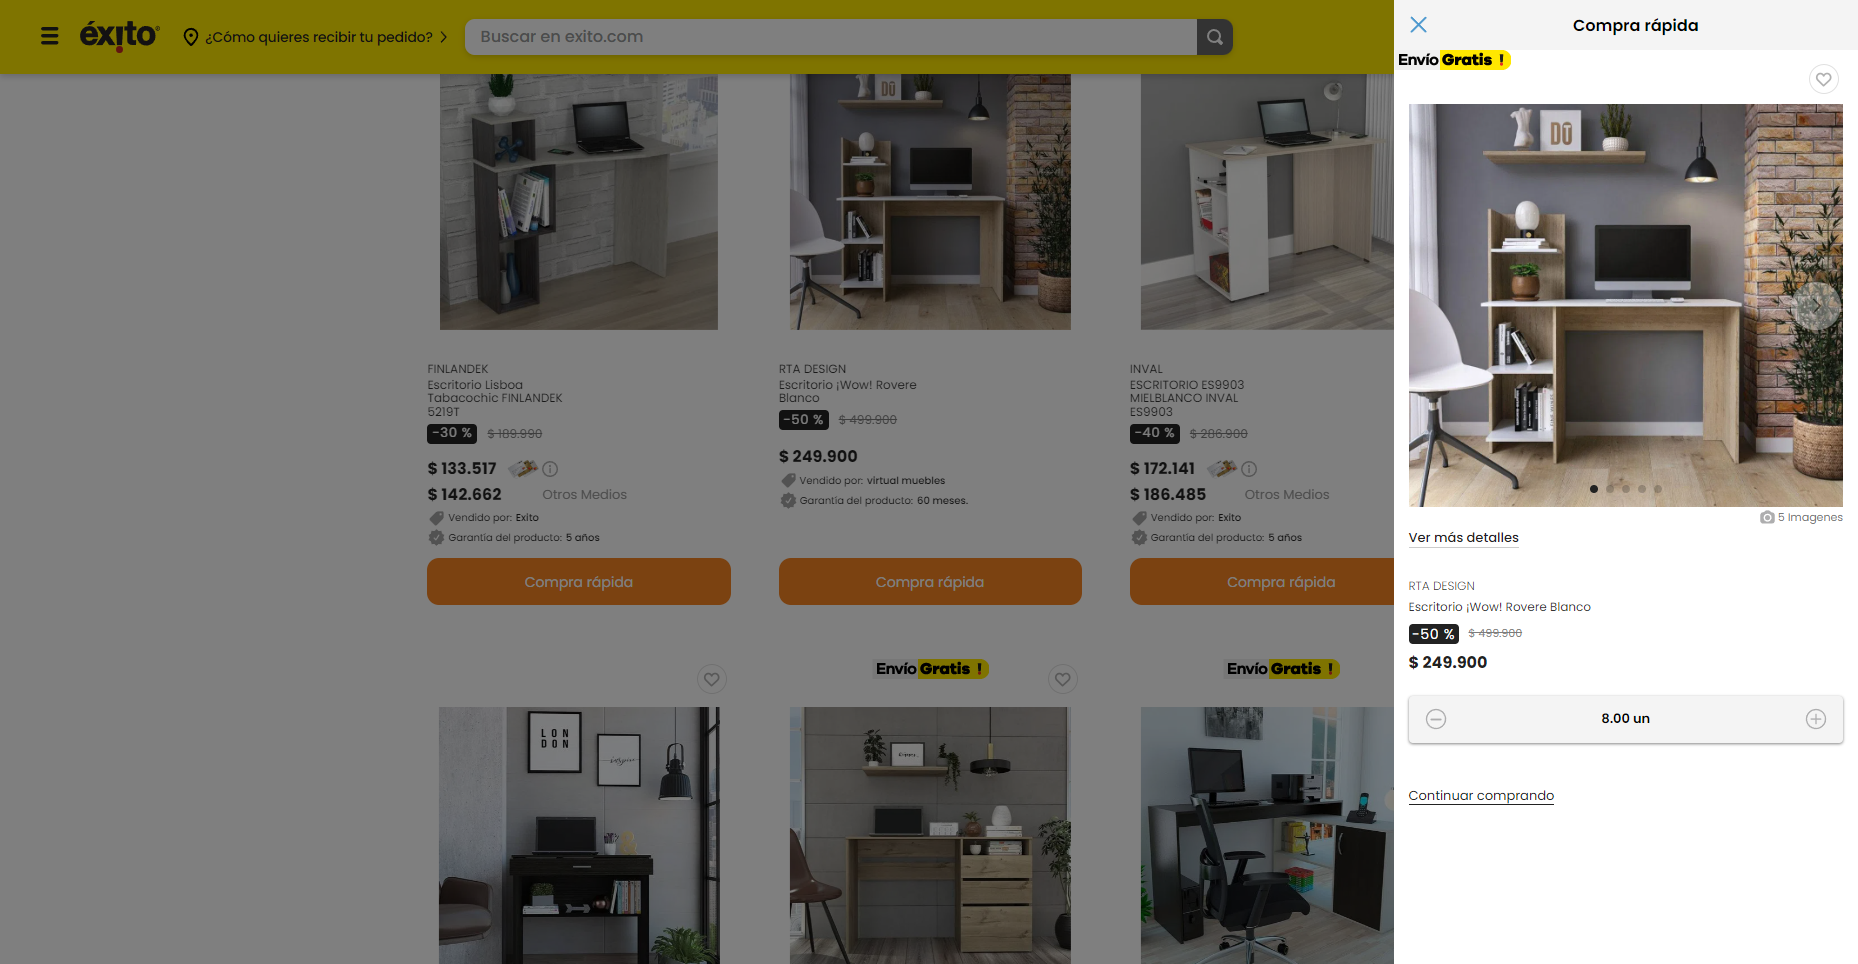 éxito
¿Cómo quieres recibir tu pedido?
Buscar en exito.com
FINLANDEK
Escritorio Lisboa
Tabacochic FINLANDEK
5219T
-30 %
$ 189.990
$ 133.517
$ 142.662
Otros Medios
Vendido por: Exito
Garantía del producto: 5 años
Compra rápida
RTA DESIGN
Escritorio ¡Wow! Rovere
Blanco
-50 %
$ 499.900
$ 249.900
Vendido por: virtual muebles
Garantía del producto: 60 meses.
Compra rápida
INVAL
ESCRITORIO ES9903
MIELBLANCO INVAL
ES9903
-40 %
$ 286.900
$ 172.141
$ 186.485
Otros Medios
Vendido por: Exito
Garantía del producto: 5 años
Compra rápida
Envío Gratis !
Envío Gratis !
LON
DON
Compra rápida
Envío Gratis !
5 Imagenes
Ver más detalles
RTA DESIGN
Escritorio ¡Wow! Rovere Blanco
-50 %
$ 499.900
$ 249.900
8.00 un
Continuar comprando